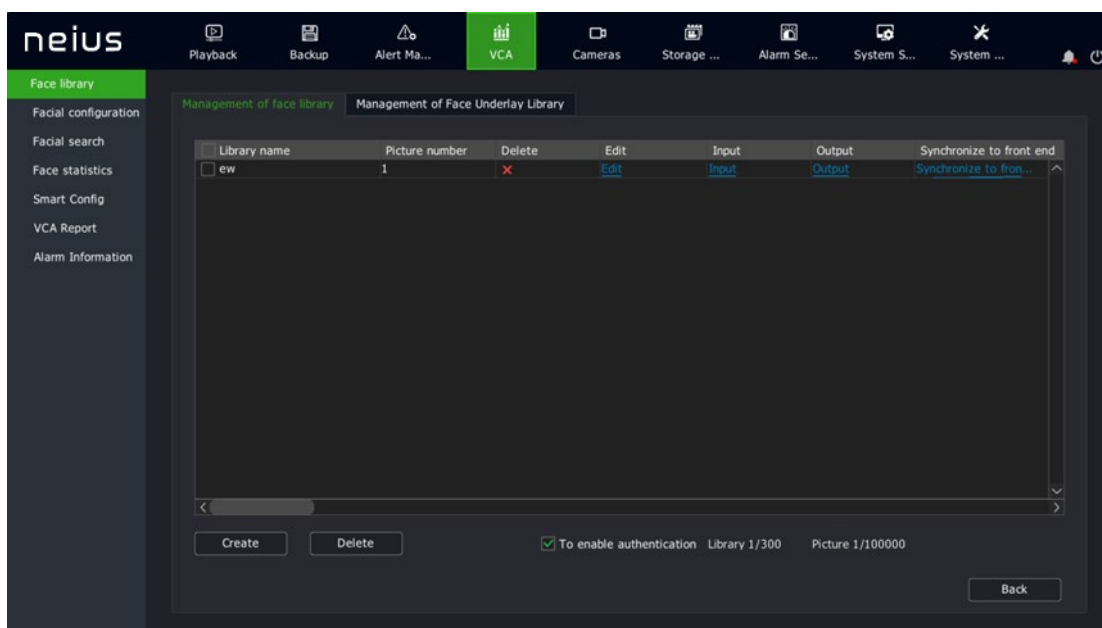 neius
Playback Backup Alert Ma... VCA Cameras Storage ... Alarm Se... System S... System ...
Face library
Facial configuration
Facial search
Face statistics
Smart Config
VCA Report
Alarm Information
Management of face library Management of Face Underlay Library
Library name Picture number Delete Edit Input Output Synchronize to front end
ew 1 Edit Input Output Synchronize to fron...
Create Delete To enable authentication Library 1/300 Picture 1/100000
Back